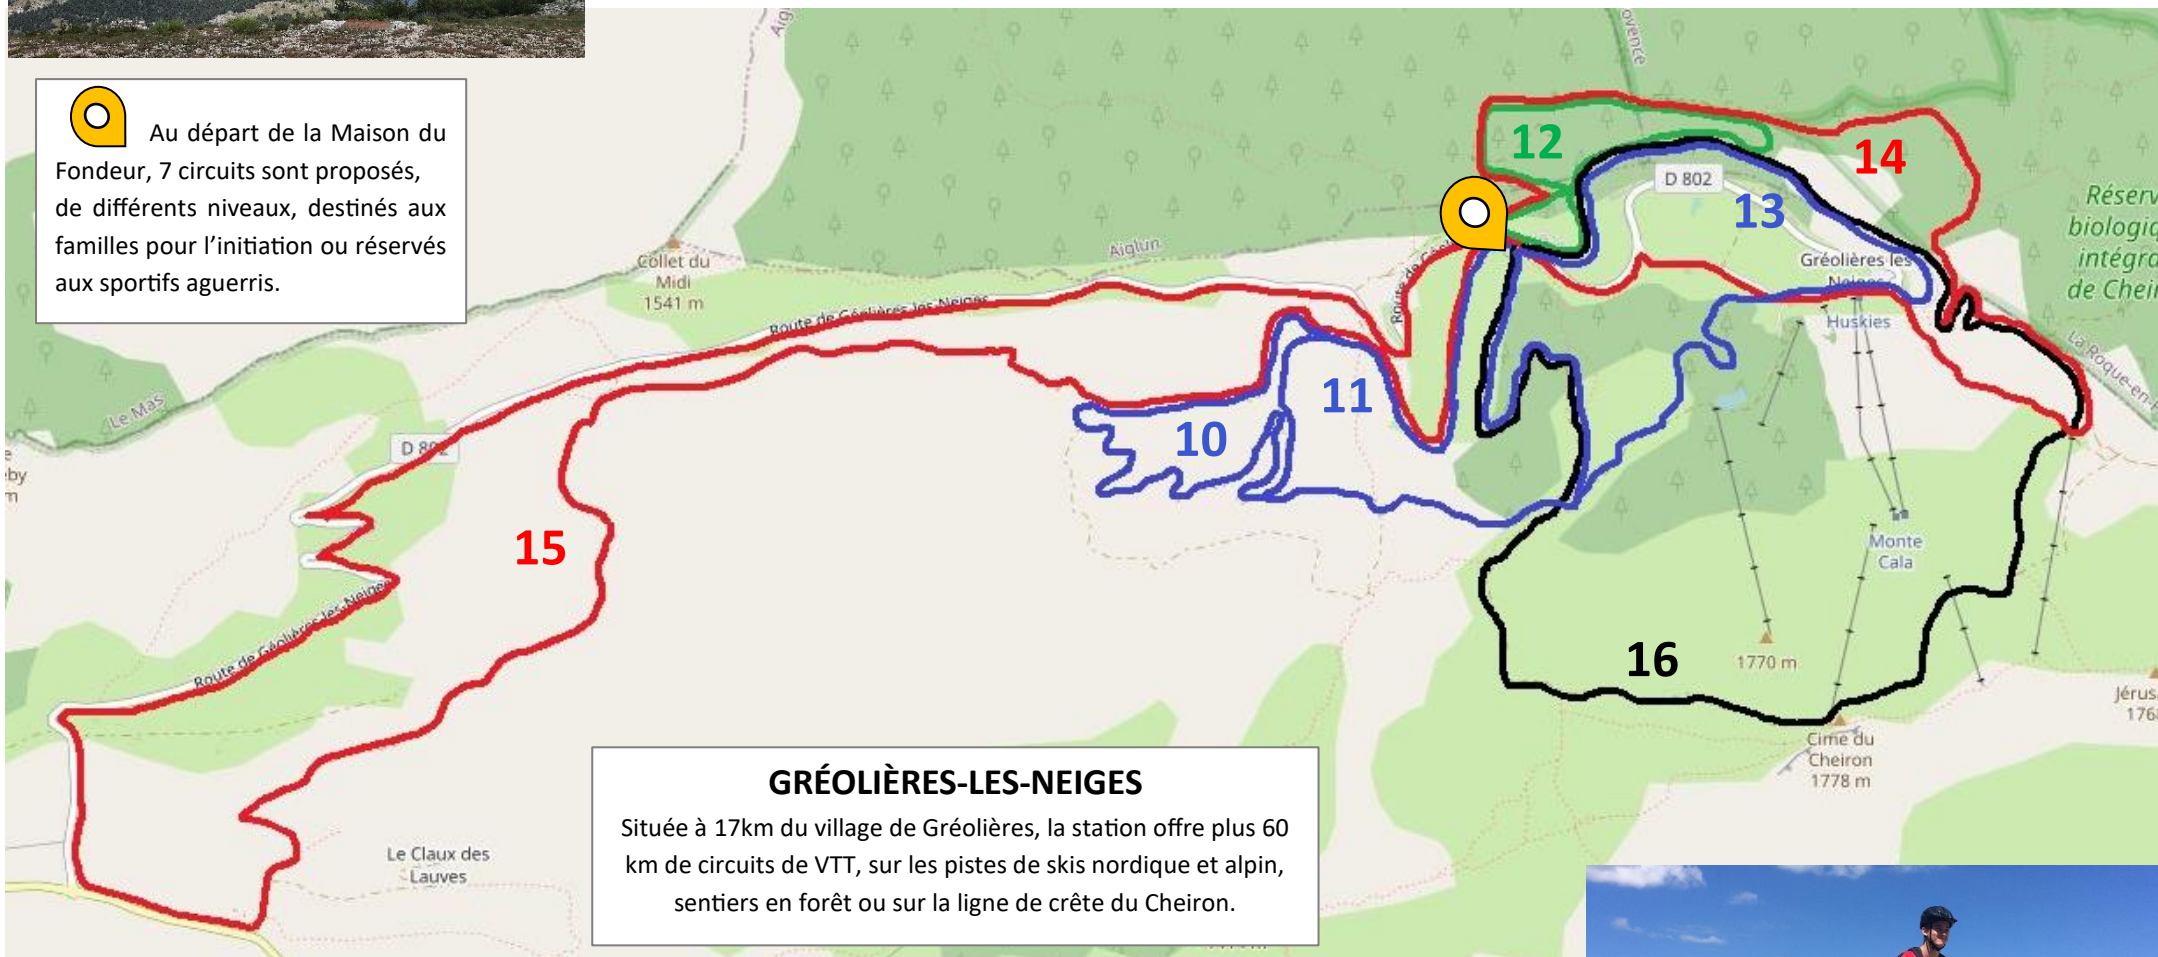 Au départ de la Maison du
Fondeur, 7 circuits sont proposés,
de différents niveaux, destinés aux
familles pour l'initiation ou réservés
aux sportifs aguerris.
Aiglun
Collet du
Midi
1541 m
Route de Géolières-les-Neiges
Le Mas
D 802
12
14
D 802
13
Gréolières les
Neiges
Huskies
La Roque-en-
11
10
15
16
Monte
Cala
1770 m
Cime du
Cheiron
1778 m
Route de Géolières-les-Neiges
Le Claux des
Lauves
GRÉOLIÈRES-LES-NEIGES
Située à 17km du village de Gréolières, la station offre plus 60
km de circuits de VTT, sur les pistes de skis nordique et alpin,
sentiers en forêt ou sur la ligne de crête du Cheiron.